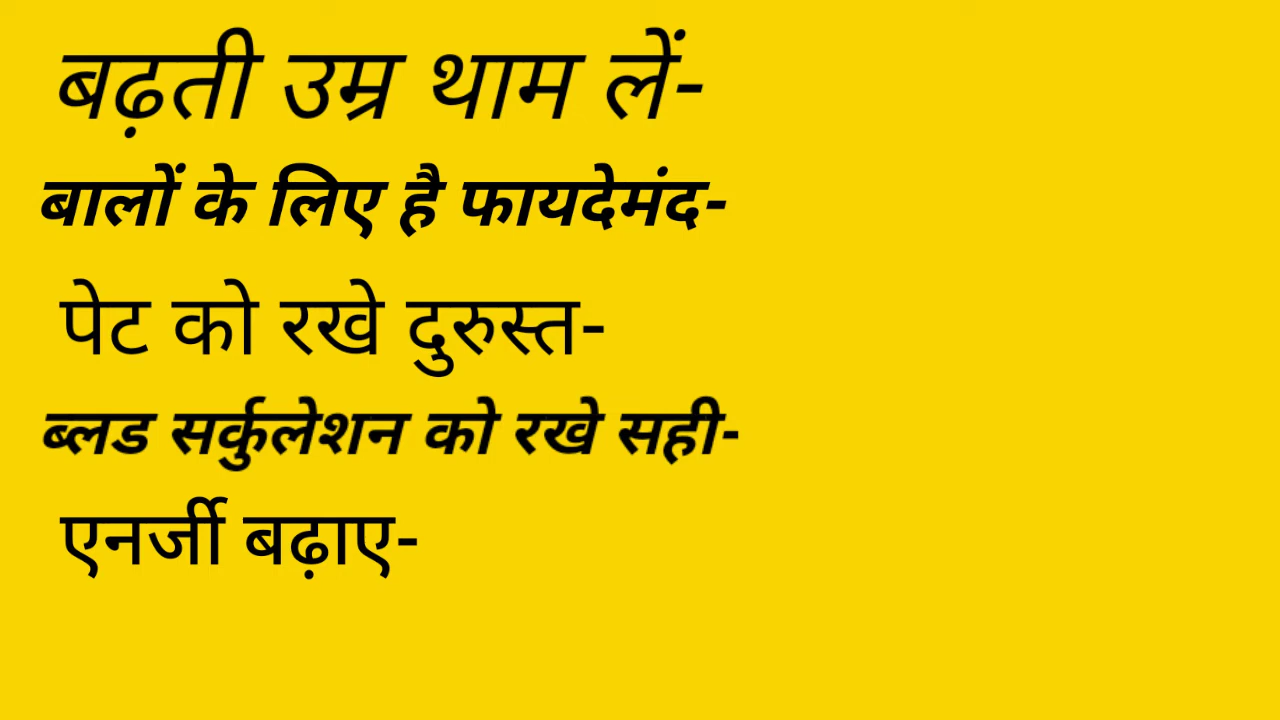 बढ़ती उम्र थाम लें-
बालों के लिए है फायदेमंद-
पेट को रखे दुरुस्त-
ब्लड सर्कुलेशन को रखे सही-
एनर्जी बढ़ाए-